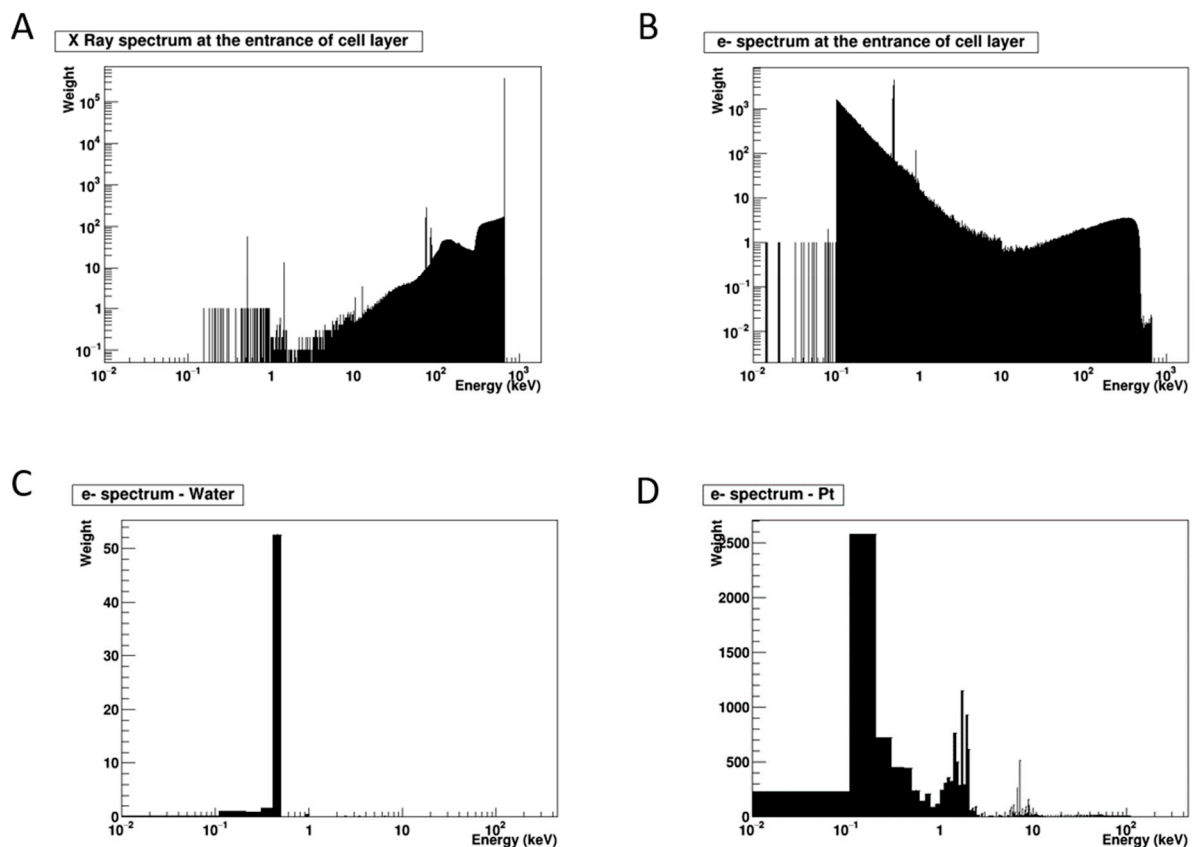 A
X Ray spectrum at the entrance of cell layer
Weight
10^5
10^4
10^3
10^2
10
1
10^-1
10^-2 10^-1 1 10 10^2 10^3
Energy (keV)
B
e- spectrum at the entrance of cell layer
Weight
10^3
10^2
10
1
10^-1
10^-2
10^-2 10^-1 1 10 10^2 10^3
Energy (keV)
C
e- spectrum - Water
Weight
50
40
30
20
10
0
10^-2 10^-1 1 10 10^2
Energy (keV)
D
e- spectrum - Pt
Weight
2500
2000
1500
1000
500
0
10^-2 10^-1 1 10 10^2
Energy (keV)